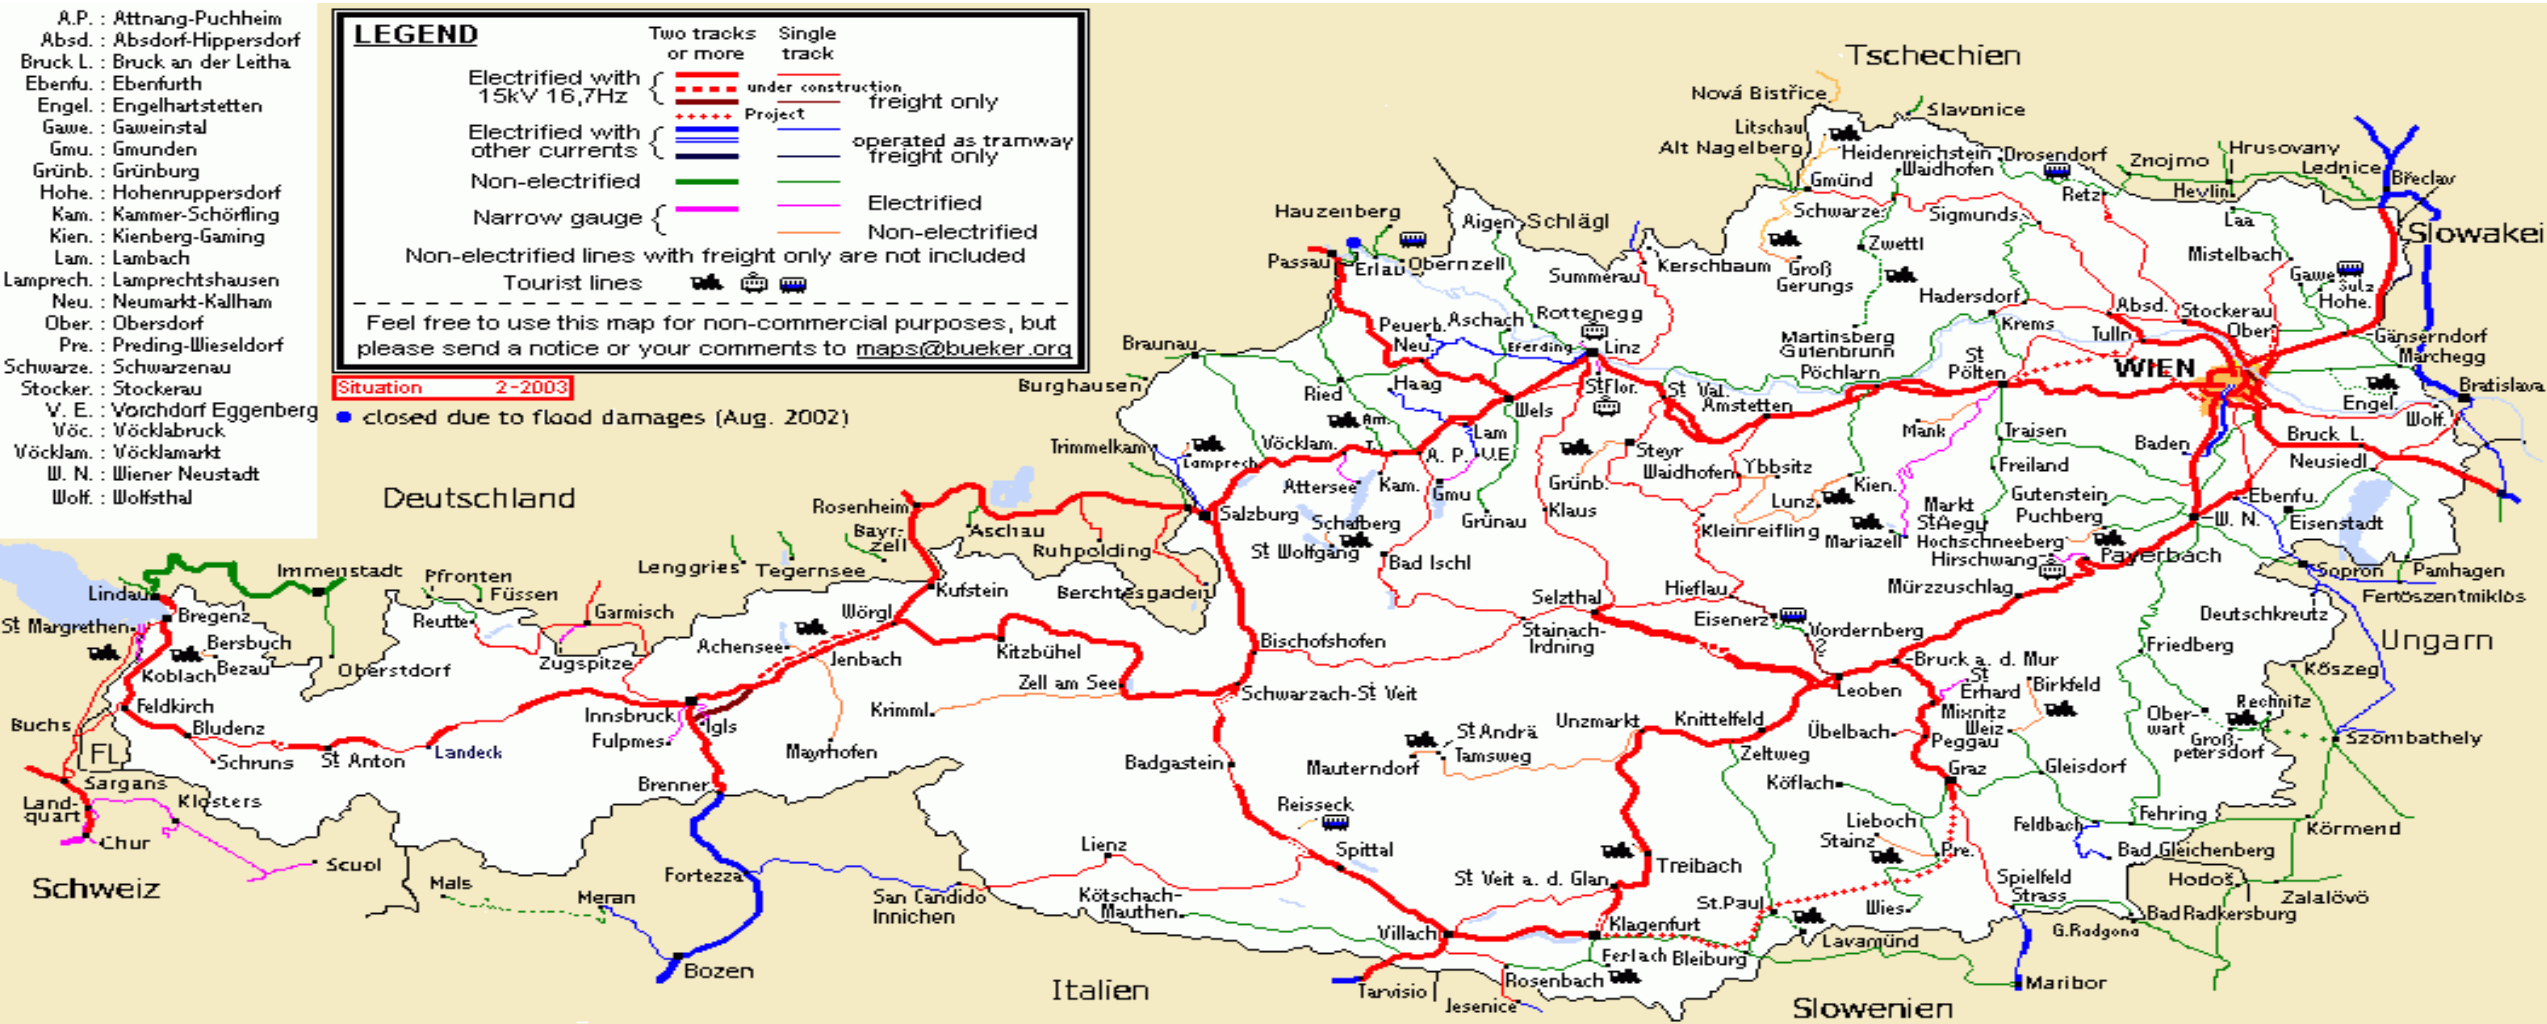 A.P. : Attnang-Puchheim
Absd. : Absdorf-Hippersdorf
Bruck L. : Bruck an der Leitha
Ebenfu. : Ebenfurth
Engel. : Engelhartstetten
Gawe. : Gaweinstal
Gmu. : Gmunden
Grünb. : Grünburg
Hohe. : Hohenruppersdorf
Kam. : Kammer-Schörfling
Kien. : Kienberg-Gaming
Lam. : Lambach
Lamprech. : Lamprechtshausen
Neu. : Neumarkt-Kallham
Ober. : Obersdorf
Pre. : Preding-Wieseldorf
Schwarze. : Schwarzenau
Stocker. : Stockerau
V. E. : Vorchdorf Eggenberg
Vöc. : Vöcklabruck
Vöcklam. : Vöcklamarkt
W. N. : Wiener Neustadt
Wolf. : Wolfsthal
LEGEND
Two tracks or more
Single track
Electrified with 15kV 16,7Hz
under construction
freight only
Project
Electrified with other currents
operated as tramway
freight only
Non-electrified
Narrow gauge
Electrified
Non-electrified
Non-electrified lines with freight only are not included
Tourist lines
Feel free to use this map for non-commercial purposes, but
please send a notice or your comments to maps@bueker.org
Situation 2-2003
closed due to flood damages (Aug. 2002)
Tschechien
Nová Bistřice
Slavonice
Litschau
Alt Nagelberg
Heidenreichstein
Drosendorf
Waidhofen
Znojmo
Hrusovany
Lednice
Břeclav
Gmünd
Retz
Hevlin
Schwarze.
Sigmunds.
Laa
Slowakei
Hauzenberg
Aigen
Schlägl
Passau
Erlau
Obernzell
Summerau
Kerschbaum
Zwettl
Groß
Gerungs
Mistelbach
Gawe
Sulz
Hohe.
Hadersdorf
Absd.
Stockerau
Ober.
Krems
Tulln
Gänserndorf
Marchegg
Peuerb.
Aschach
Rottenegg
Neu.
Eferding
Linz
Martinsberg
Gutenbrunn
Pöchlarn
St
Pölten
WIEN
Bratislava
Braunau
Burghausen
Haag
Ried
St Flor.
St Val.
Amstetten
Engel.
Wolf.
Wels
Am.
Mank
Traisen
Baden
Bruck L.
Trimmelkam
Vöcklam.
Lam
Lamprech.
A. P.
V.E
Steyr
Waidhofen
Ybbsitz
Freiland
Neusiedl
Attersee
Kam.
Gmu
Grünb.
Lunz
Kien.
Gutenstein
Ebenfu.
Deutschland
Rosenheim
Salzburg
Schafberg
Grünau
Klaus
Kleinreifling
Markt
St Aegy
Puchberg
W. N.
Eisenstadt
Aschau
Bayr-
zell
Ruhpolding
St Wolfgang
Mariazell
Hochschneeberg
Hirschwang
Payerbach
Bad Ischl
Lenggries
Tegernsee
Immenstadt
Pfronten
Füssen
Lindau
Kufstein
Berchtesgaden
Hieflau
Mürzzuschlag
Sopron
Pamhagen
Fertöszentmiklós
Bregenz
Garmisch
Wörgl
Selzthal
Eisenerz
Deutschkreutz
St Margrethen
Reutte
Bersbuch
Bezau
Achensee
Bischofshofen
Stainach-
Irdning
Vordernberg
Friedberg
Ungarn
Koblach
Oberstdorf
Zugspitze
Jenbach
Kitzbühel
Bruck a. d. Mur
Köszeg
Zell am See
Schwarzach-St Veit
Leoben
St
Erhard
Birkfeld
Feldkirch
Innsbruck
Igls
Krimml
Mixnitz
Ober-
wart
Rechnitz
Buchs
Bludenz
Fulpmes
St Andrä
Unzmarkt
Knittelfeld
Übelbach
Weiz
Peggau
Groß-
petersdorf
Szombathely
FL
Schruns
St Anton
Landeck
Mayrhofen
Badgastein
Mauterndorf
Tamsweg
Zeltweg
Graz
Gleisdorf
Sargans
Brenner
Köflach
Land-
quart
Klosters
Reisseck
Lieboch
Feldbach
Fehring
Körmend
Chur
Stainz
Pre.
Bad Gleichenberg
Schweiz
Scuol
Lienz
Spittal
Treibach
Mals
Meran
Fortezza
San Candido
Innichen
Kötschach-
Mauthen
St Veit a. d. Glan
Spielfeld
Strass
Hodoš
Zalalövö
St.Paul
Wies
Bad Radkersburg
Villach
Klagenfurt
Lavamünd
G.Radgona
Ferlach
Bleiburg
Bozen
Italien
Tarvisio
Rosenbach
Jesenice
Slowenien
Maribor